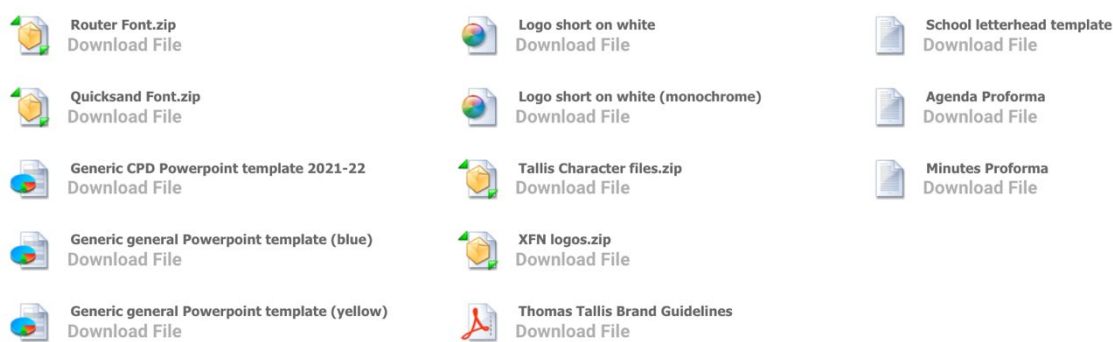 Router Font.zip
Download File
Quicksand Font.zip
Download File
Generic CPD Powerpoint template 2021-22
Download File
Generic general Powerpoint template (blue)
Download File
Generic general Powerpoint template (yellow)
Download File
Logo short on white
Download File
Logo short on white (monochrome)
Download File
Tallis Character files.zip
Download File
XFN logos.zip
Download File
Thomas Tallis Brand Guidelines
Download File
School letterhead template
Download File
Agenda Proforma
Download File
Minutes Proforma
Download File